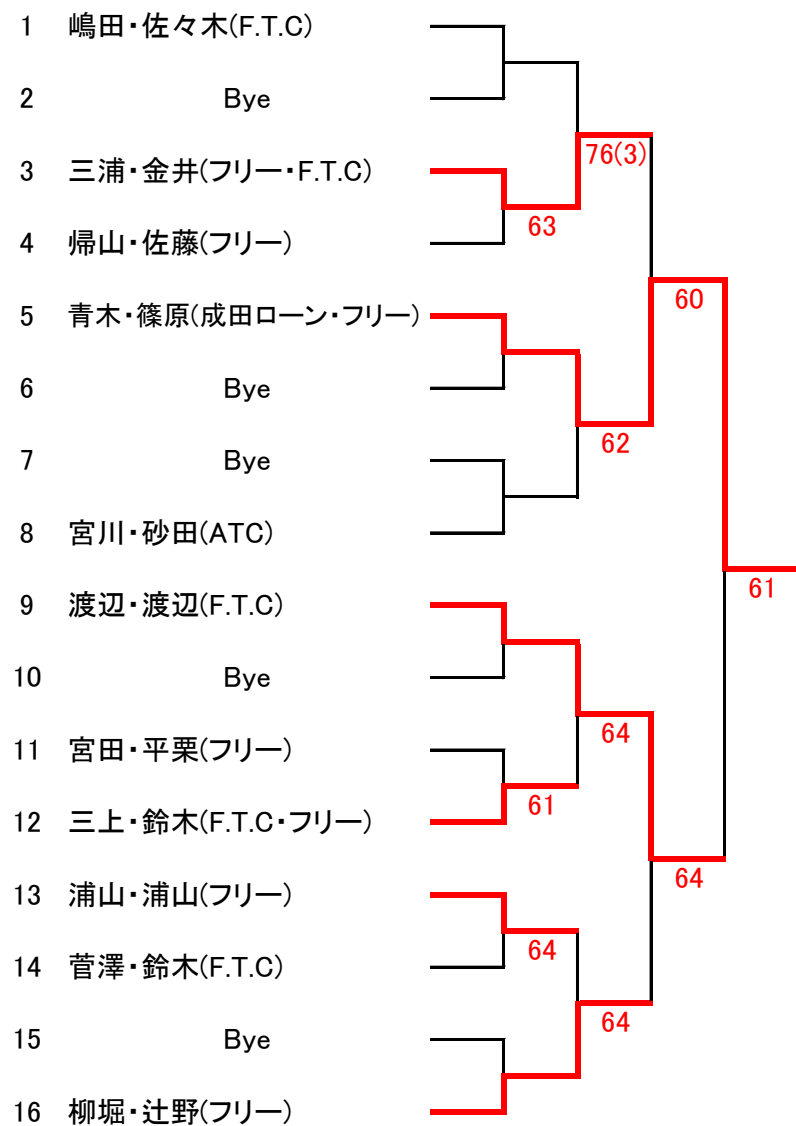 1 嶋田・佐々木(F.T.C)
2 Bye
76(3)
3 三浦・金井(フリー・F.T.C)
63
4 帰山・佐藤(フリー)
60
5 青木・篠原(成田ローン・フリー)
6 Bye
62
7 Bye
8 宮川・砂田(ATC)
61
9 渡辺・渡辺(F.T.C)
10 Bye
64
11 宮田・平栗(フリー)
61
12 三上・鈴木(F.T.C・フリー)
64
13 浦山・浦山(フリー)
64
14 菅澤・鈴木(F.T.C)
64
15 Bye
16 柳堀・辻野(フリー)